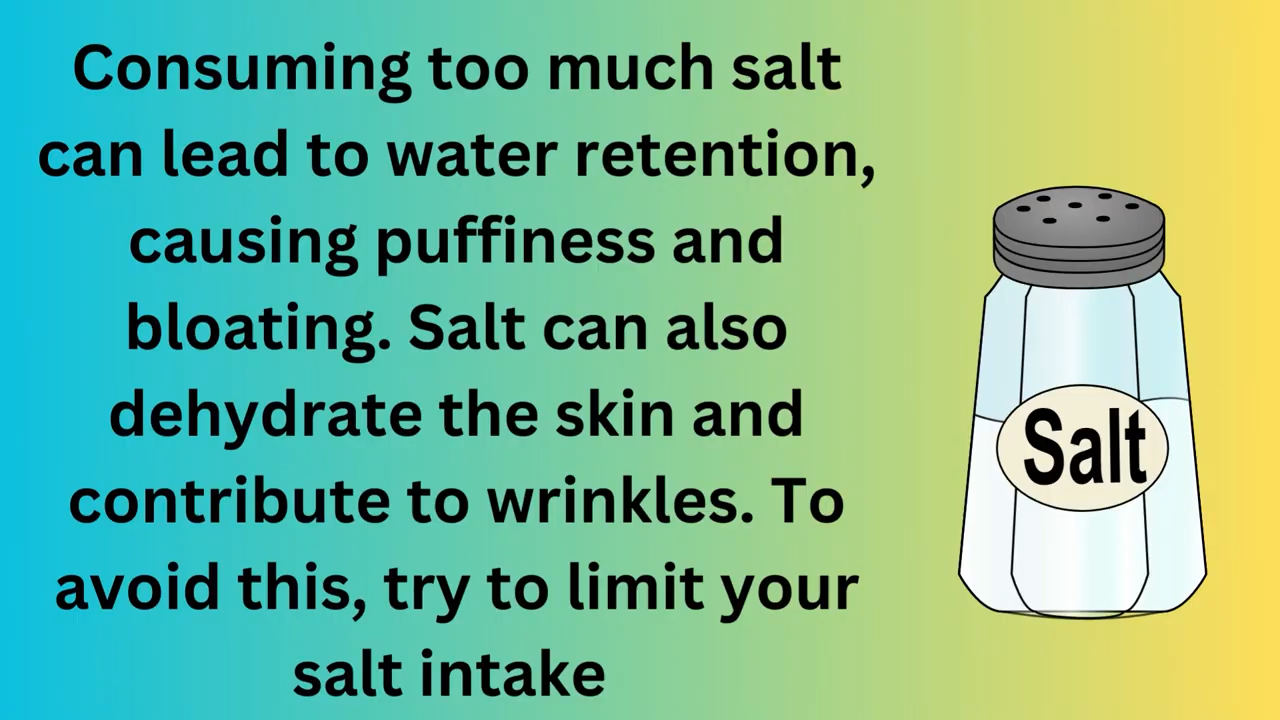 Consuming too much salt
can lead to water retention,
causing puffiness and
bloating. Salt can also
dehydrate the skin and
contribute to wrinkles. To
avoid this, try to limit your
salt intake
Salt